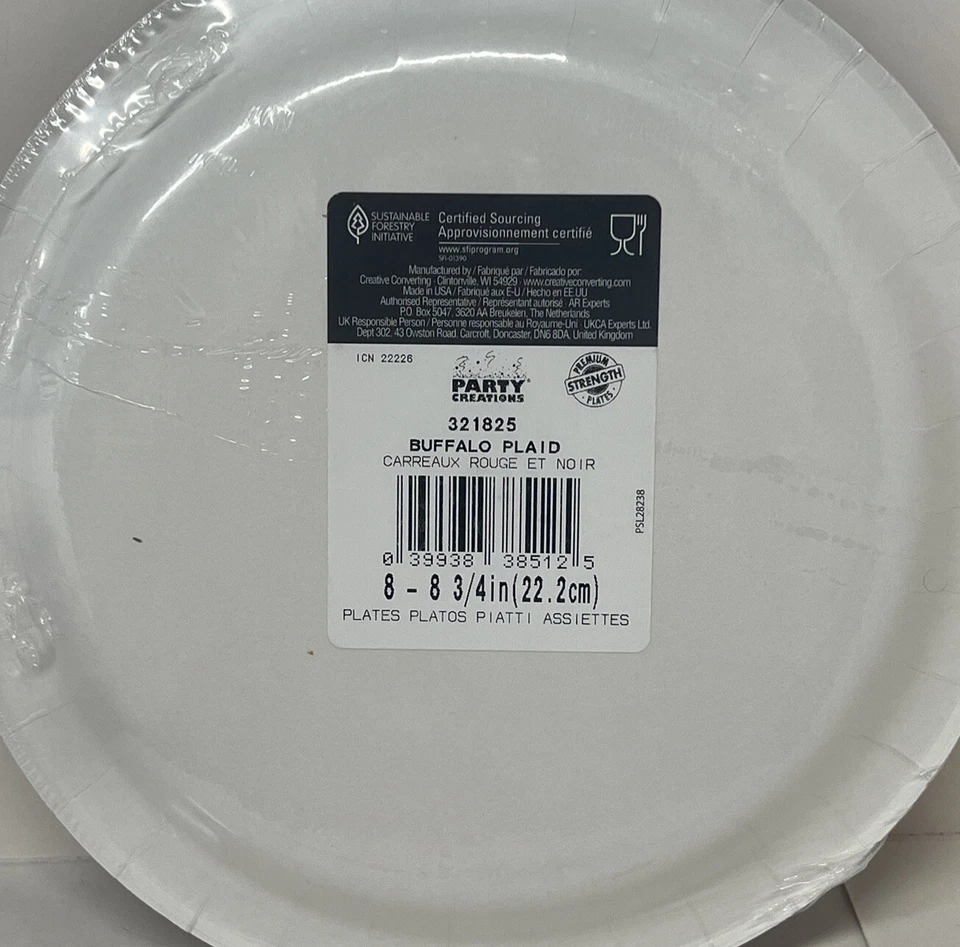 SUSTAINABLE
FORESTRY
INITIATIVE
Certified Sourcing
Approvisionnement certifié
www.sfiprogram.org
SFI-01390
Manufactured by / Fabriqué par / Fabricado por:
Creative Converting · Clintonville, WI 54929 · www.creativeconverting.com
Made in USA / Fabriqué aux E-U / Hecho en EE.UU
Authorised Representative / Représentant autorisé · AR Experts
P.O. Box 5047, 3620 AA Breukelen, The Netherlands
UK Responsible Person / Personne responsable au Royaume-Uni · UKCA Experts Ltd.
Dept 302, 43 Owston Road, Carcroft, Doncaster, DN6 8DA, United Kingdom
ICN 22226
PARTY
CREATIONS
PREMIUM
STRENGTH
· PLATES ·
321825
BUFFALO PLAID
CARREAUX ROUGE ET NOIR
0 39938 38512 5
PSL28238
8 - 8 3/4in(22.2cm)
PLATES PLATOS PIATTI ASSIETTES